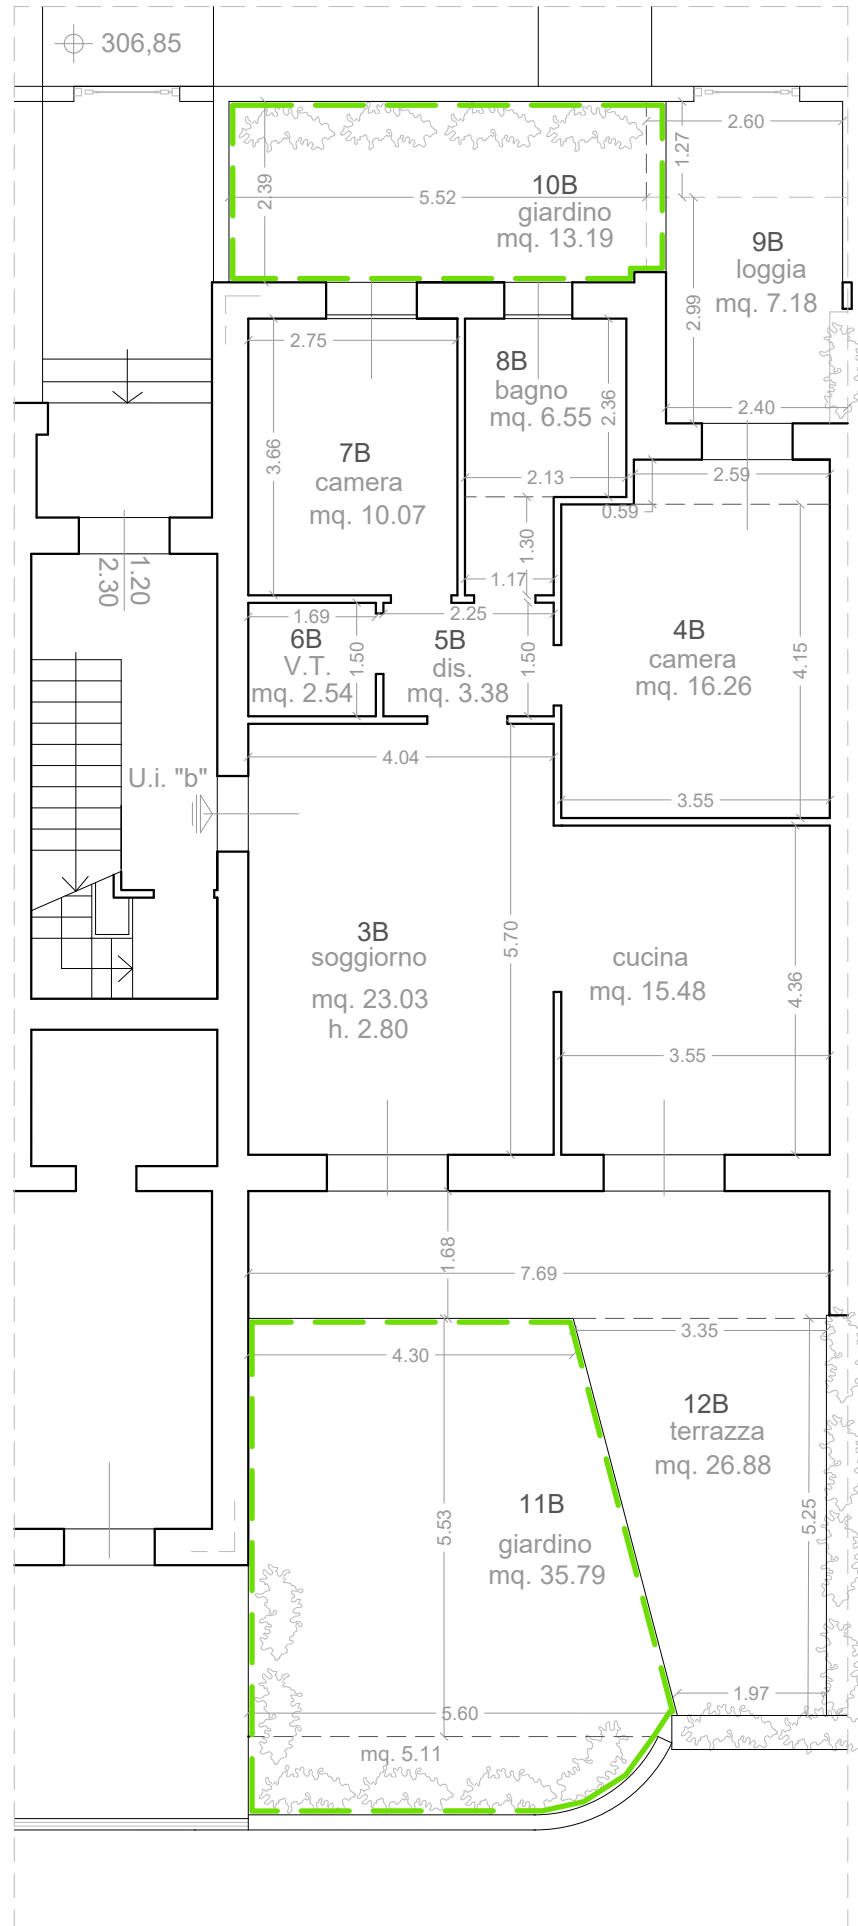 306,85
2.60
1.27
2.39
10B
5.52
giardino
mq. 13.19
9B
loggia
mq. 7.18
2.99
2.75
8B
bagno
mq. 6.55
2.36
2.40
7B
camera
mq. 10.07
3.66
2.13
2.59
0.59
1.30
1.17
1.20
2.30
1.69
2.25
6B
V.T.
mq. 2.54
1.50
5B
dis.
mq. 3.38
1.50
4B
camera
mq. 16.26
4.15
4.04
U.i. "b"
3.55
3B
soggiorno
mq. 23.03
h. 2.80
5.70
cucina
mq. 15.48
4.36
3.55
1.68
7.69
3.35
4.30
12B
terrazza
mq. 26.88
11B
giardino
mq. 35.79
5.53
5.25
1.97
5.60
mq. 5.11